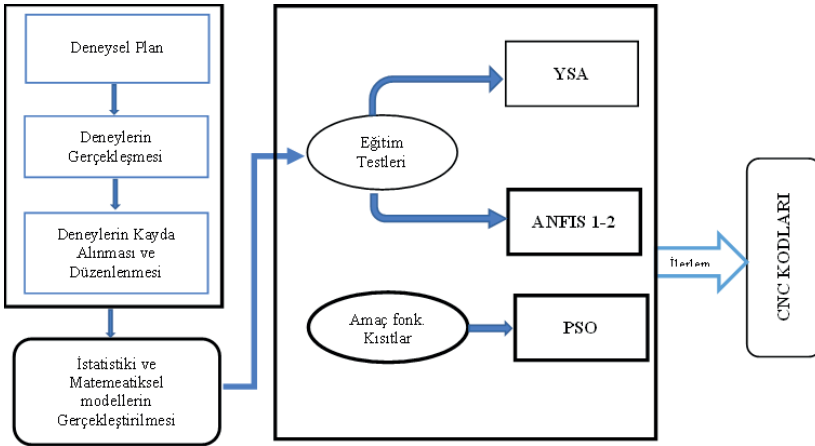 Deneysel Plan
Deneylerin
Gerçekleşmesi
Deneylerin Kayda
Alınması ve
Düzenlenmesi
İstatistiki ve
Matemeatiksel
modellerin
Gerçekleştirilmesi
Eğitim
Testleri
YSA
ANFIS 1-2
Amaç fonk.
Kısıtlar
PSO
İlerlem
CNC KODLARI